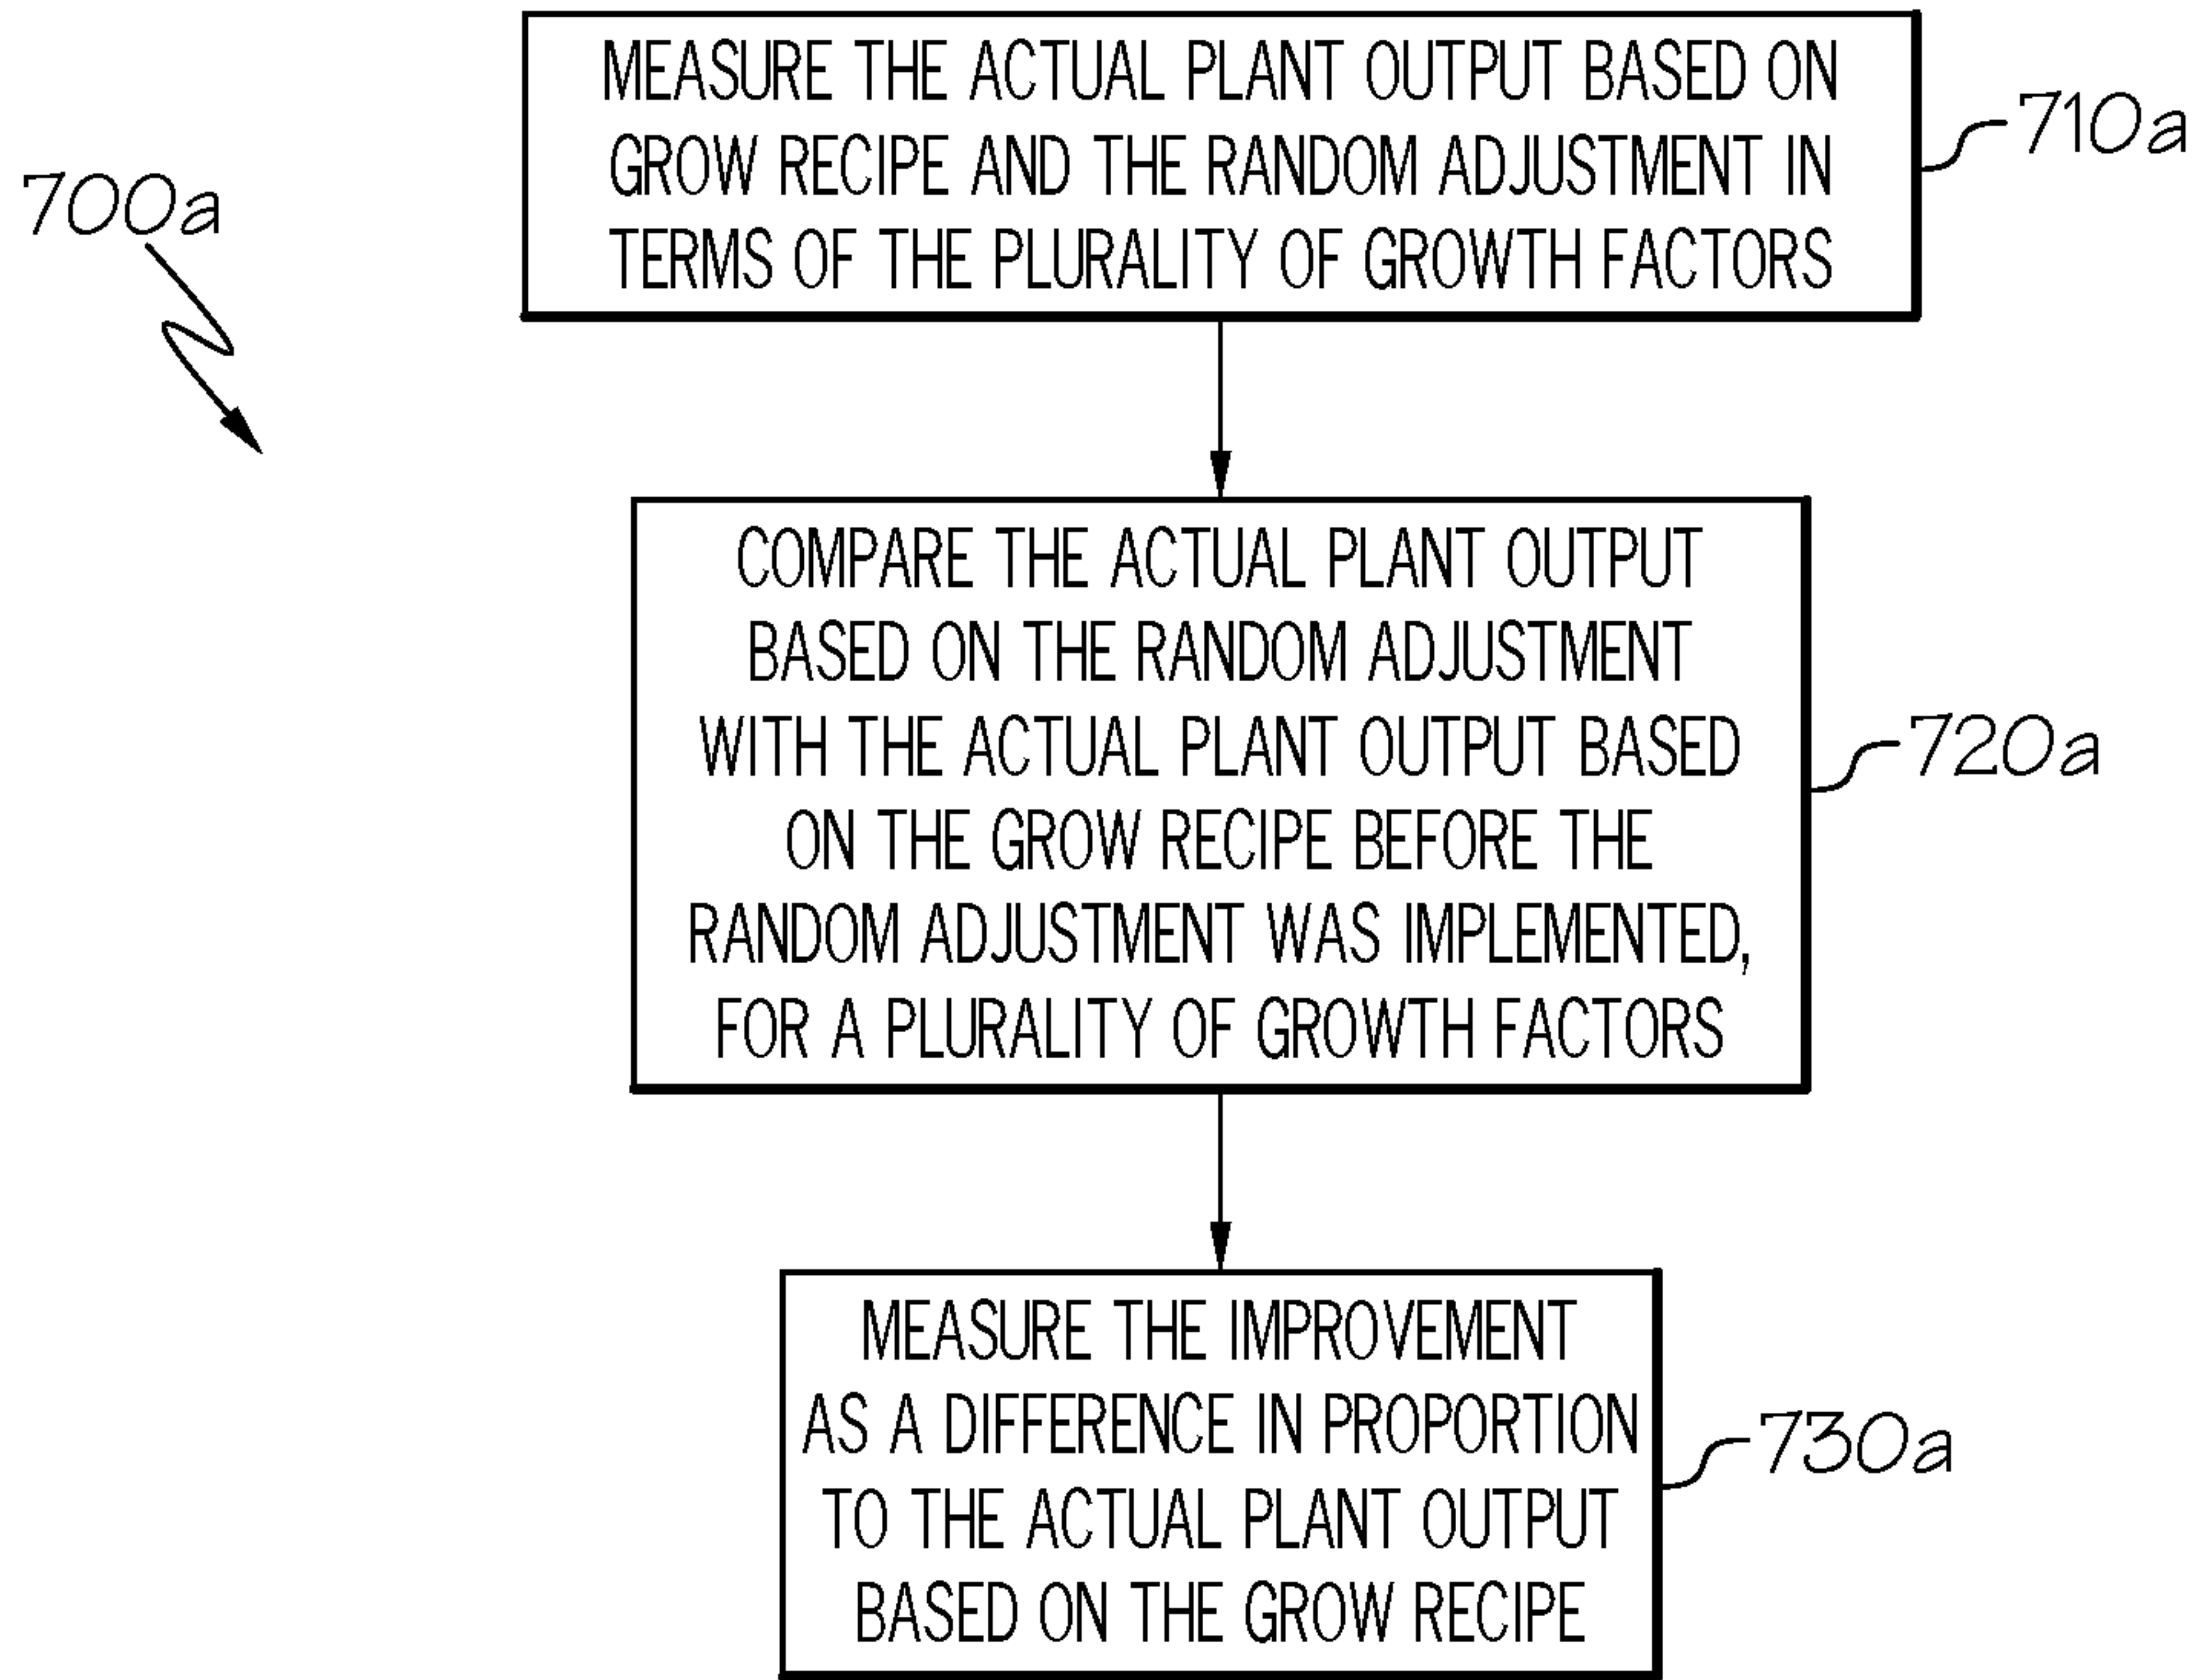 700a
MEASURE THE ACTUAL PLANT OUTPUT BASED ON
GROW RECIPE AND THE RANDOM ADJUSTMENT IN
TERMS OF THE PLURALITY OF GROWTH FACTORS
710a
COMPARE THE ACTUAL PLANT OUTPUT
BASED ON THE RANDOM ADJUSTMENT
WITH THE ACTUAL PLANT OUTPUT BASED
ON THE GROW RECIPE BEFORE THE
RANDOM ADJUSTMENT WAS IMPLEMENTED,
FOR A PLURALITY OF GROWTH FACTORS
720a
MEASURE THE IMPROVEMENT
AS A DIFFERENCE IN PROPORTION
TO THE ACTUAL PLANT OUTPUT
BASED ON THE GROW RECIPE
730a